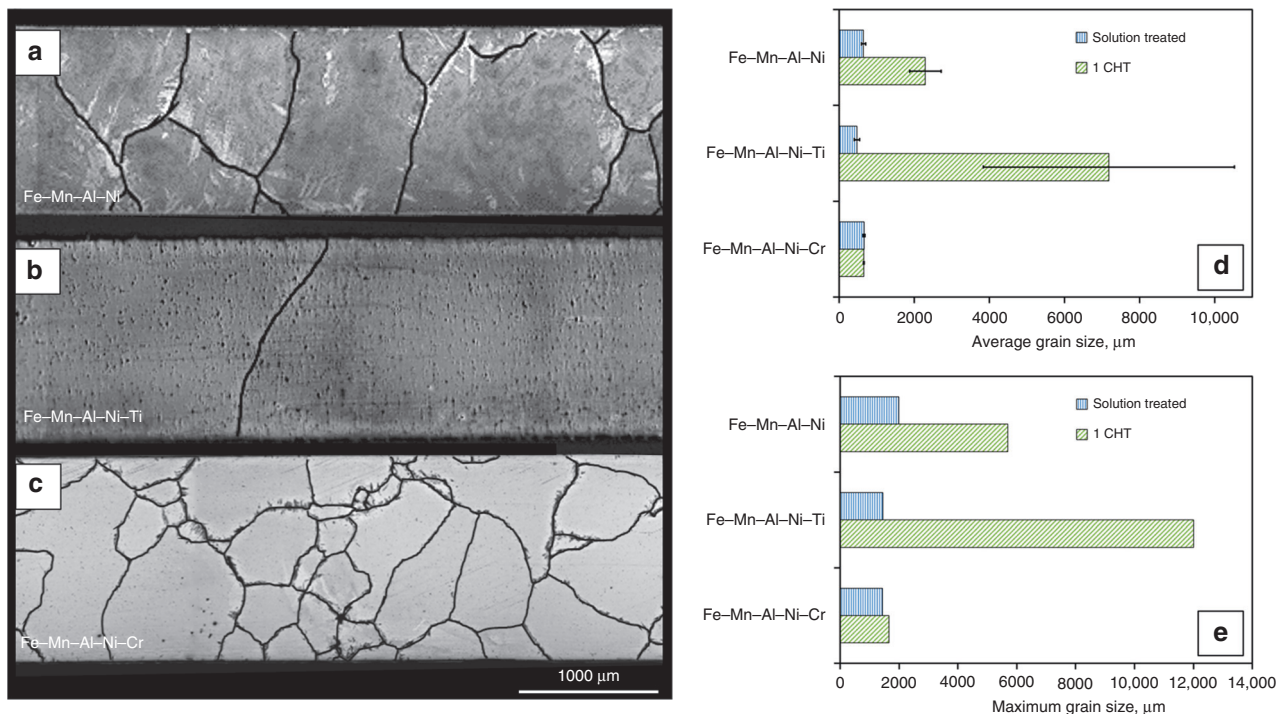 a
Fe–Mn–Al–Ni
b
Fe–Mn–Al–Ni–Ti
c
Fe–Mn–Al–Ni–Cr
1000 μm
Solution treated
1 CHT
Fe–Mn–Al–Ni
Fe–Mn–Al–Ni–Ti
Fe–Mn–Al–Ni–Cr
d
0 2000 4000 6000 8000 10,000
Average grain size, μm
Solution treated
1 CHT
Fe–Mn–Al–Ni
Fe–Mn–Al–Ni–Ti
Fe–Mn–Al–Ni–Cr
e
0 2000 4000 6000 8000 10,000 12,000 14,000
Maximum grain size, μm